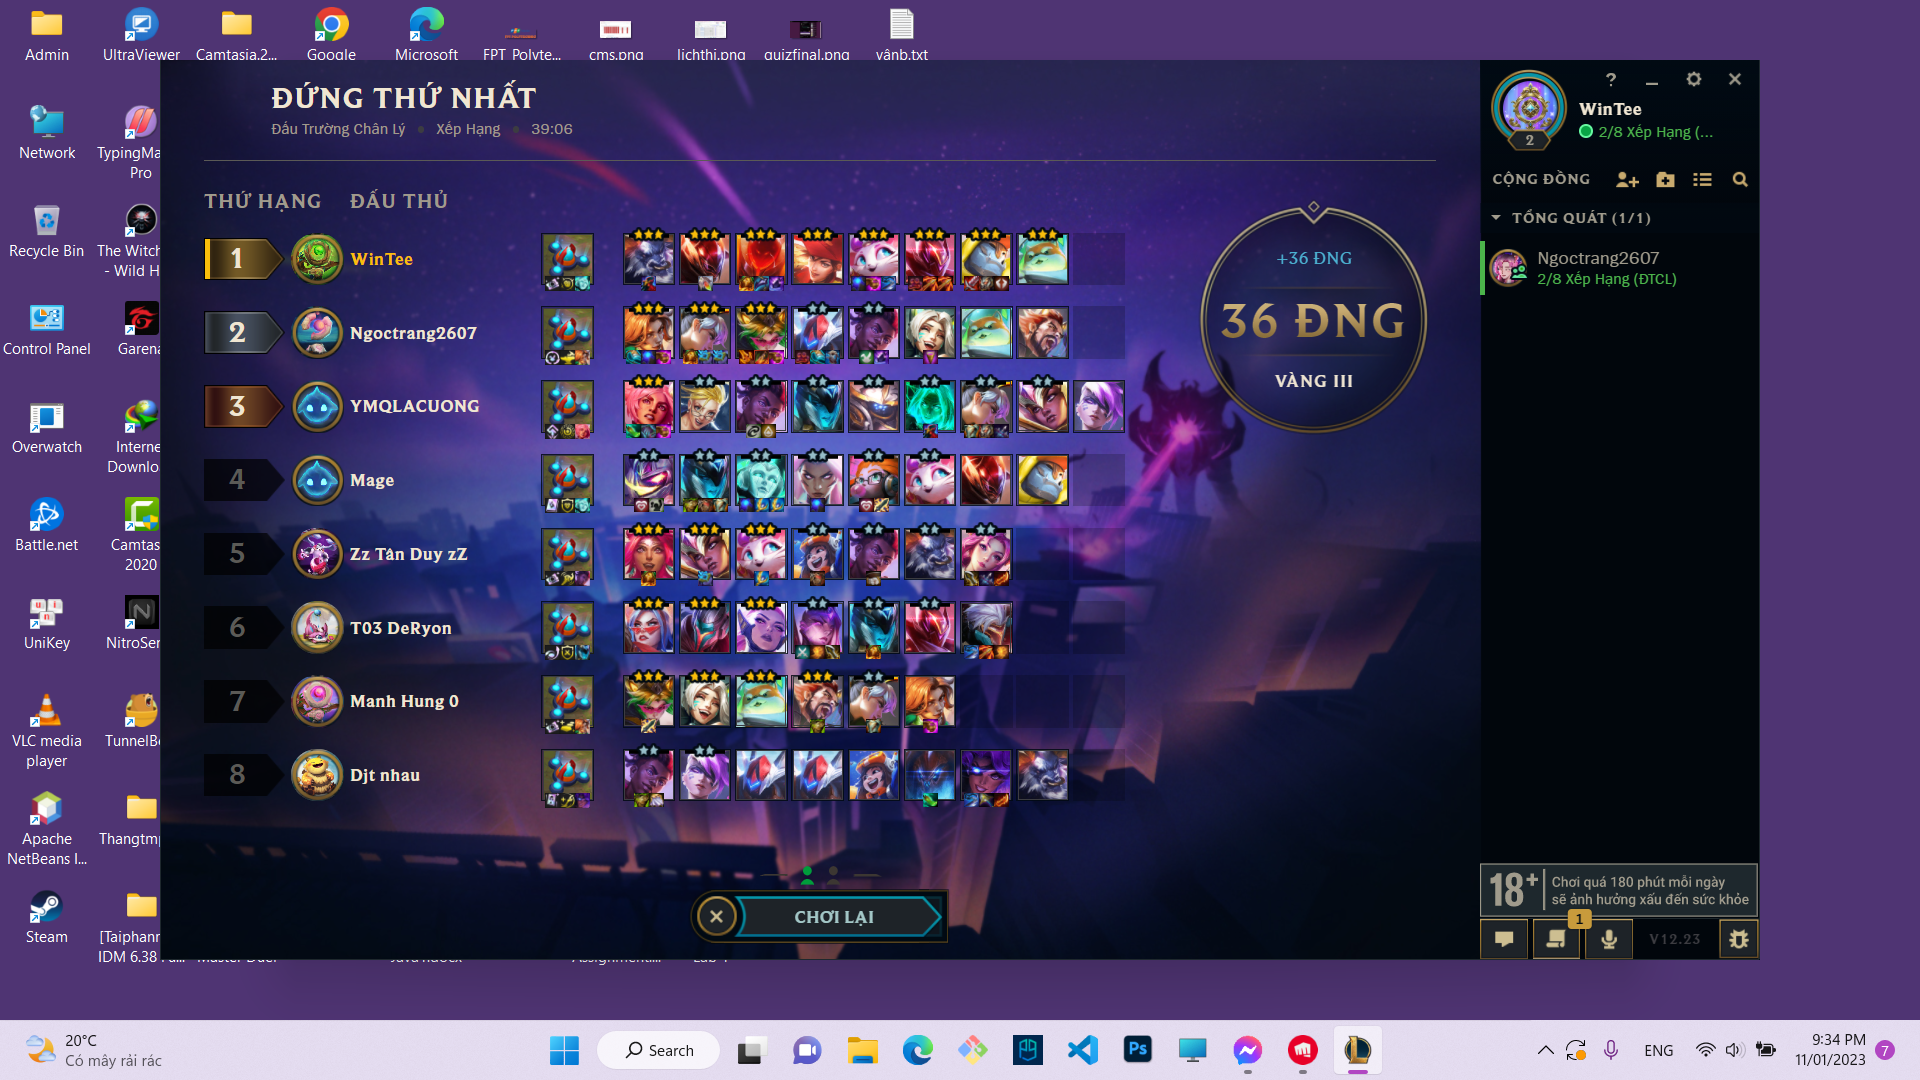 Admin
UltraViewer
Camtasia.2...
Google
Microsoft
FPT Polyte...
cms.png
lichthi.png
quizfinal.png
vânb.txt
Network
TypingMa
Pro
Recycle Bin
The Witch
- Wild H
Control Panel
Garena
Overwatch
Interne
Downlo
Battle.net
Camtas
2020
UniKey
NitroSen
VLC media
player
TunnelBe
Apache
NetBeans I...
Thangtmp
Steam
[Taiphann
IDM 6.38
ĐỨNG THỨ NHẤT
Đấu Trường Chân Lý • Xếp Hạng • 39:06
THỨ HẠNG ĐẤU THỦ
1 WinTee
2 Ngoctrang2607
3 YMQLACUONG
4 Mage
5 Zz Tân Duy zZ
6 T03 DeRyon
7 Manh Hung 0
8 Djt nhau
+36 ĐNG
36 ĐNG
VÀNG III
CHƠI LẠI
?
WinTee
2/8 Xếp Hạng (...
2
CỘNG ĐỒNG
TỔNG QUÁT (1/1)
Ngoctrang2607
2/8 Xếp Hạng (ĐTCL)
18+
Chơi quá 180 phút mỗi ngày
sẽ ảnh hưởng xấu đến sức khỏe
1
V12.23
20°C
Có mây rải rác
Search
Ps
ENG
9:34 PM
11/01/2023
7